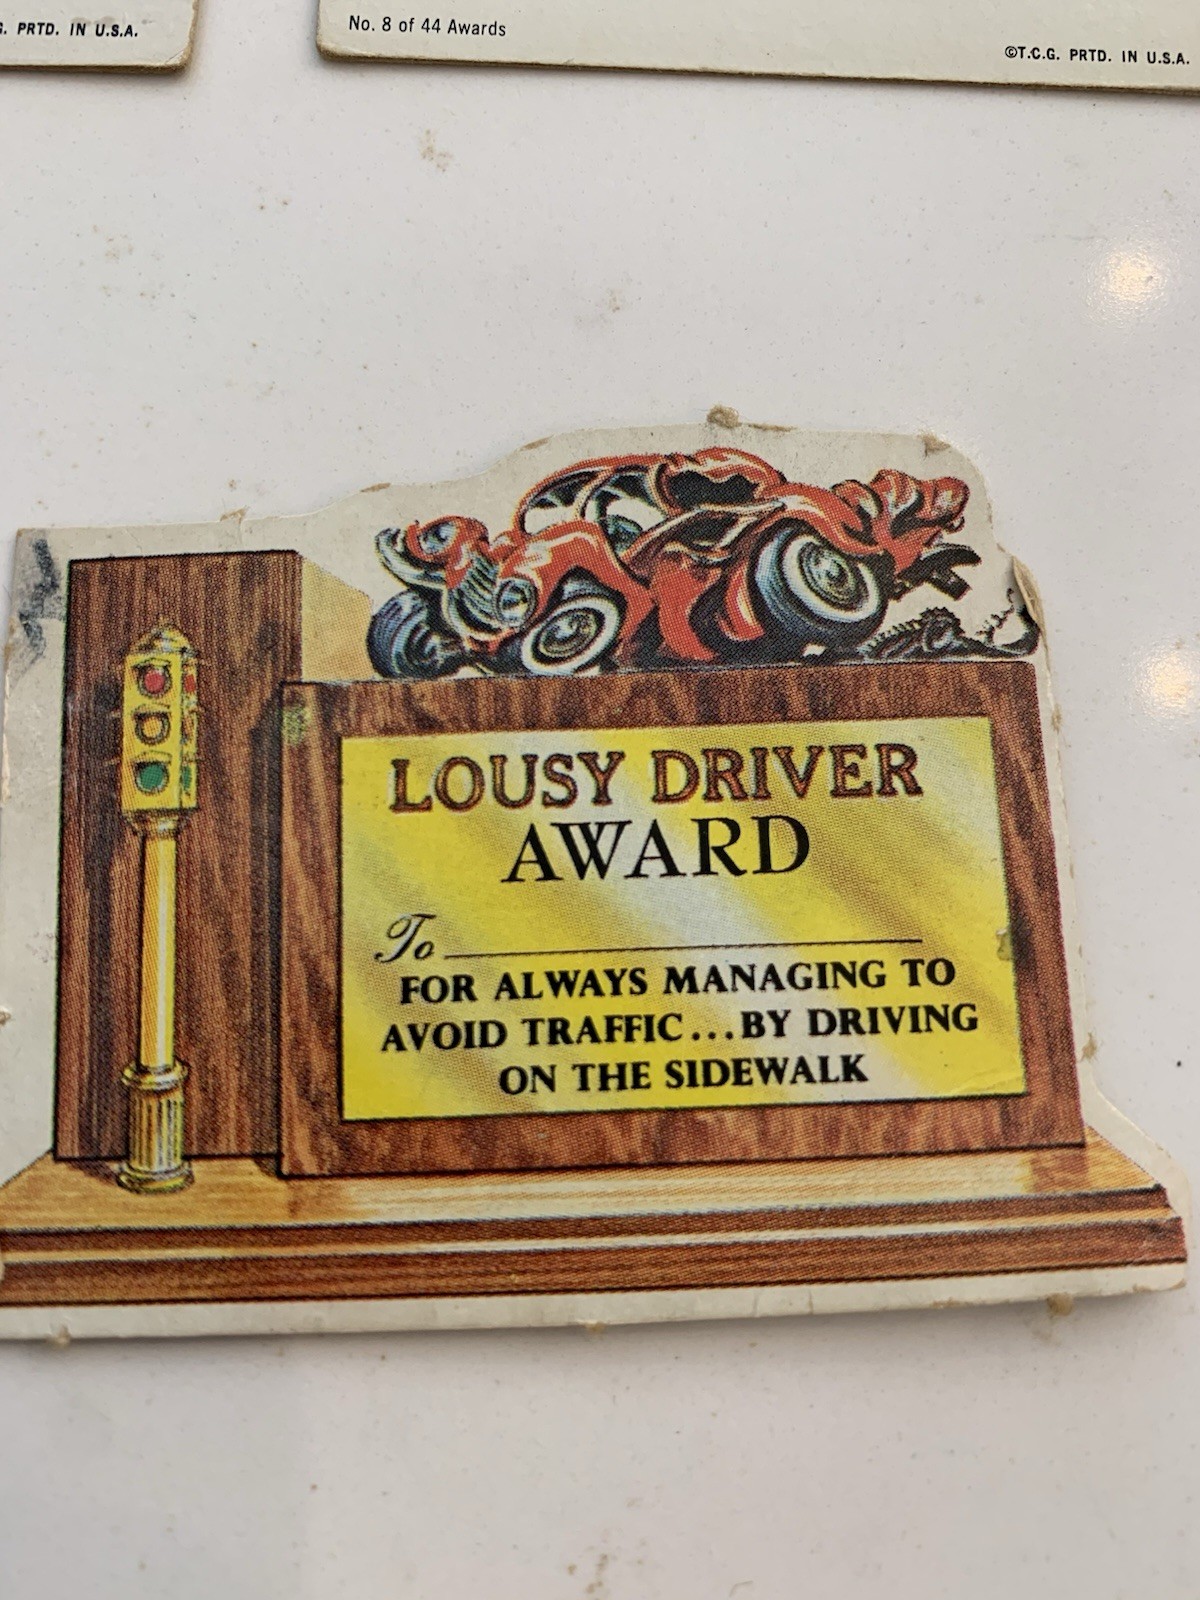 G. PRTD. IN U.S.A.
No. 8 of 44 Awards
©T.C.G. PRTD. IN U.S.A.
LOUSY DRIVER
AWARD
To
FOR ALWAYS MANAGING TO
AVOID TRAFFIC...BY DRIVING
ON THE SIDEWALK